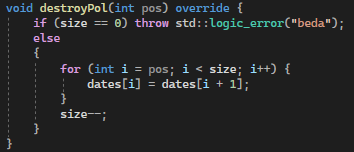 void destroyPol(int pos) override {
    if (size == 0) throw std::logic_error("beda");
    else
    {
        for (int i = pos; i < size; i++) {
            dates[i] = dates[i + 1];
        }
        size--;
    }
}